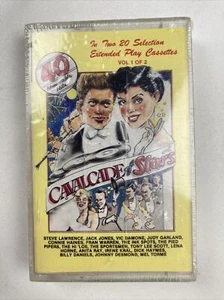 In Two 20 Selection
Extended Play Cassettes
VOL 1 OF 2
40
CAVALCADE
Stars
STEVE LAWRENCE, JACK JONES, VIC DAMONE, JUDY GARLAND,
CONNIE HAINES, FRAN WARREN, THE INK SPOTS, THE PIED
PIPERS, THE HI 'LOS, THE SPORTSMEN, TONY LEE SCOTT, LENA
HORNE, ANITA RAY, IRENE KRAL, DICK HAYMES,
BILLY DANIELS, JOHNNY DESMOND, MEL TORME